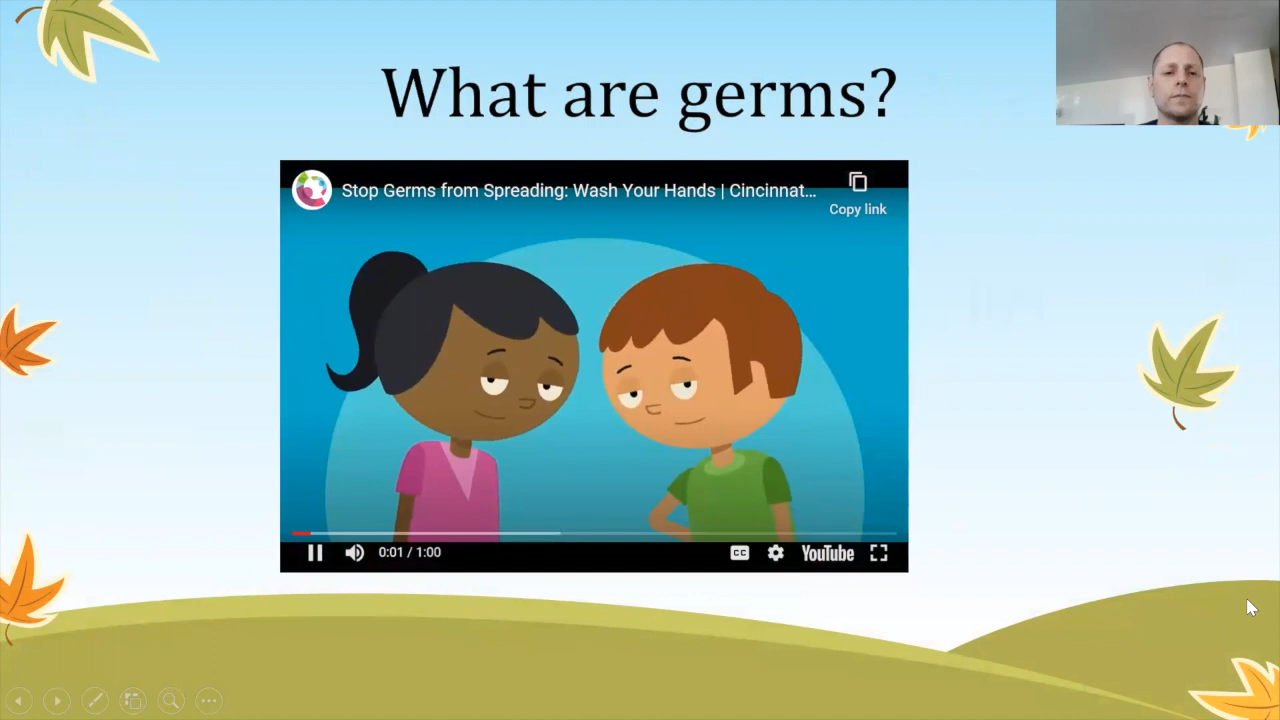 What are germs?
Stop Germs from Spreading: Wash Your Hands | Cincinnat...
Copy link
0:01 / 1:00
CC
YouTube